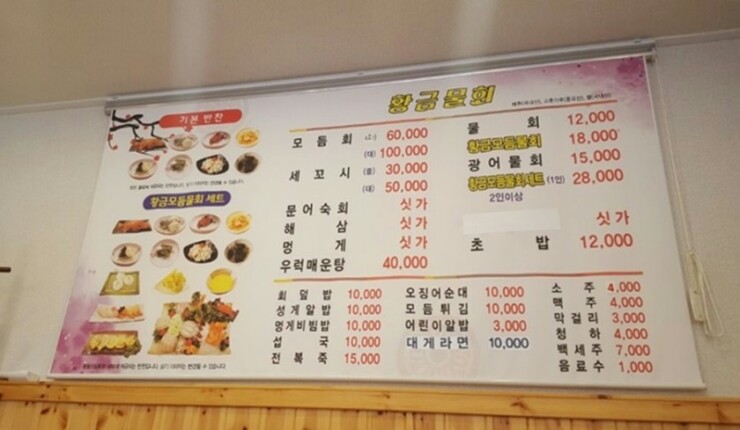 황금물회
기본 반찬
황금모듬물회 세트
모듬회 (소) 60,000
(대) 100,000
세꼬시 (중) 30,000
(대) 50,000
문어숙회 싯가
해삼 싯가
멍게 싯가
우럭매운탕 40,000
물회 12,000
황금모듬물회 18,000
광어물회 15,000
황금모듬물회세트 (1인) 28,000
2인이상
싯가
초밥 12,000
회덮밥 10,000
성게알밥 10,000
멍게비빔밥 10,000
섭국 10,000
전복죽 15,000
오징어순대 10,000
모듬튀김 10,000
어린이알밥 3,000
대게라면 10,000
소주 4,000
맥주 4,000
막걸리 3,000
청하 4,000
백세주 7,000
음료수 1,000